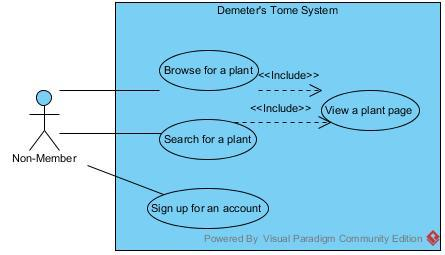 Demeter's Tome System
Browse for a plant
<<Include>>
<<Include>>
View a plant page
Search for a plant
Non-Member
Sign up for an account
Powered By Visual Paradigm Community Edition